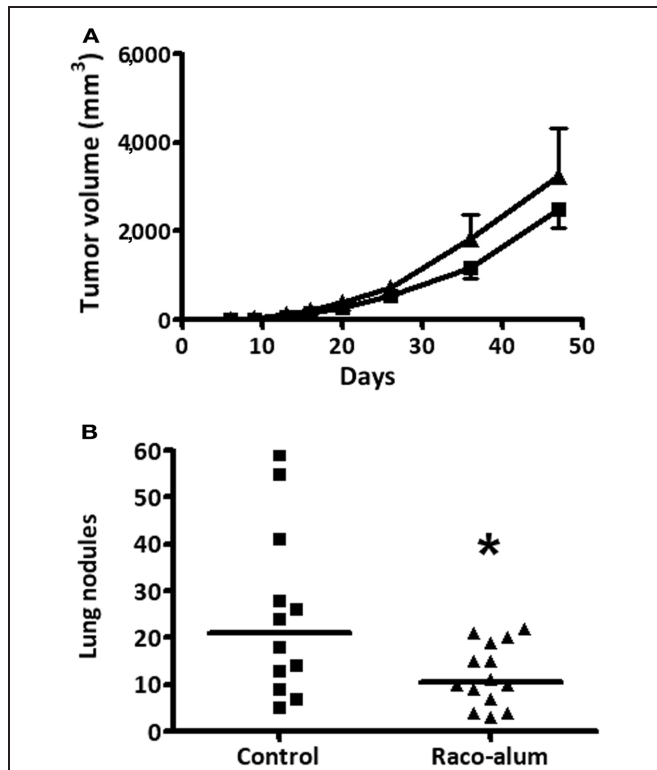 A
Tumor volume (mm³)
6,000
4,000
2,000
0
0 10 20 30 40 50
Days
B
Lung nodules
60
50
40
30
20
10
0
*
Control Raco-alum